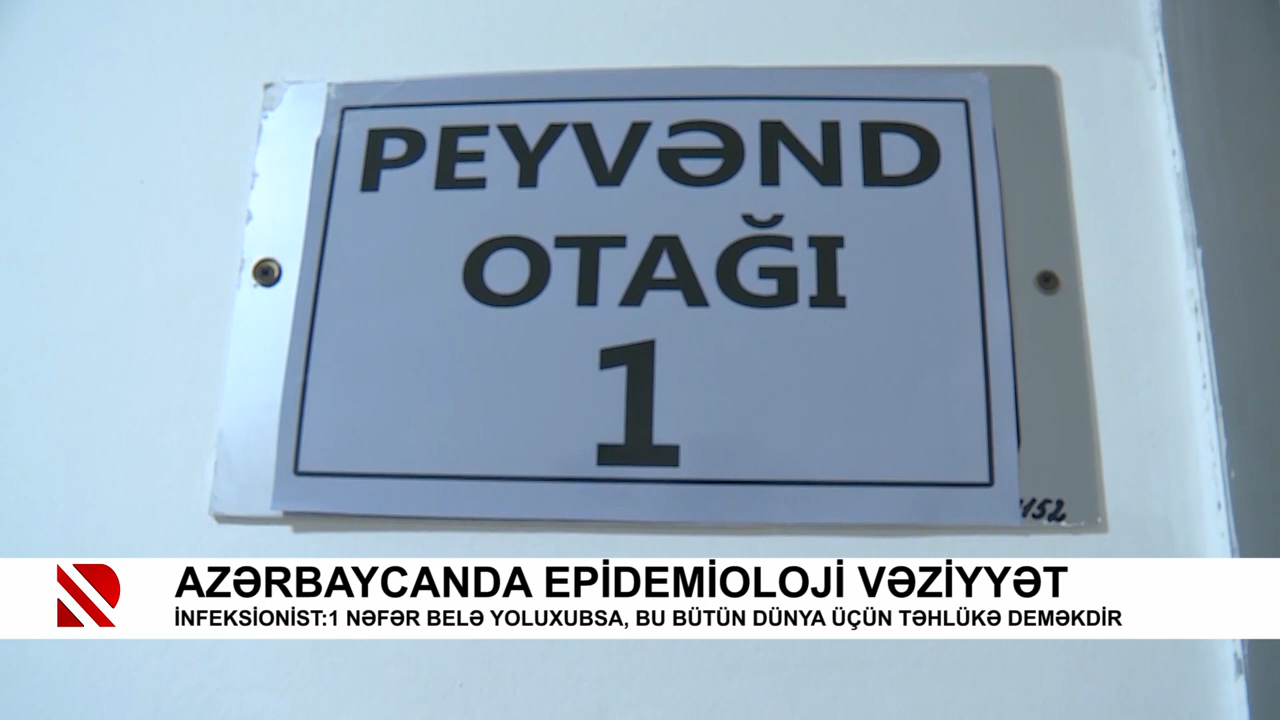 PEYVƏND
OTAĞI
1
1152
AZƏRBAYCANDA EPİDEMİOLOJİ VƏZİYYƏT
İNFEKSİONİST:1 NƏFƏR BELƏ YOLUXUBSA, BU BÜTÜN DÜNYA ÜÇÜN TƏHLÜKƏ DEMƏKDİR